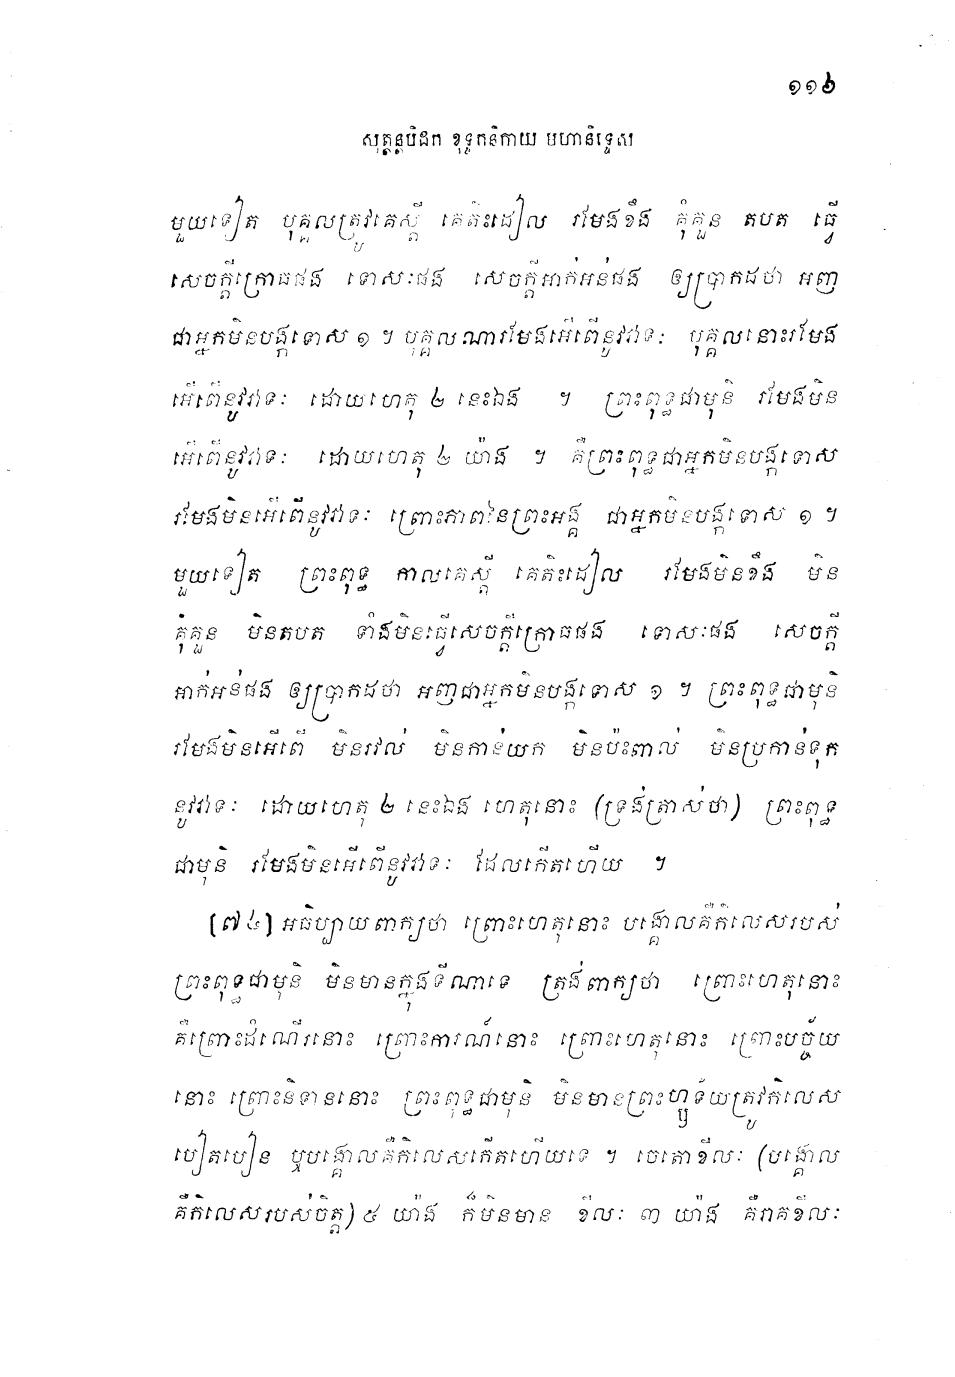 ១១៦
សុត្តន្តបិដក ខុទ្ទកនិកាយ មហានិទ្ទេស
មួយទៀត បុគ្គលត្រូវគេស្តី គេតិះដៀល រមែងខឹង គុំគួន តបត ធ្វើ
សេចក្តីក្រោធផង ទោសៈផង សេចក្តីអាក់អន់ផង ឲ្យប្រាកដថា អញ
ជាអ្នកមិនបង្កទោស ១ ។ បុគ្គលណារមែងអើពើនូវវាទៈ បុគ្គលនោះរមែង
អើពើនូវវាទៈ ដោយហេតុ ២ នេះឯង ។ ព្រះពុទ្ធជាមុនិ រមែងមិន
អើពើនូវវាទៈ ដោយហេតុ ២ យ៉ាង ។ គឺព្រះពុទ្ធជាអ្នកមិនបង្កទោស
រមែងមិនអើពើនូវវាទៈ ព្រោះភាពនៃព្រះអង្គ ជាអ្នកមិនបង្កទោស ១ ។
មួយទៀត ព្រះពុទ្ធ កាលគេស្តី គេតិះដៀល រមែងមិនខឹង មិន
គុំគួន មិនតបត ទាំងមិនធ្វើសេចក្តីក្រោធផង ទោសៈផង សេចក្តី
អាក់អន់ផង ឲ្យប្រាកដថា អញជាអ្នកមិនបង្កទោស ១ ។ ព្រះពុទ្ធជាមុនិ
រមែងមិនអើពើ មិនរវល់ មិនកាន់យក មិនប៉ះពាល់ មិនប្រកាន់ទុក
នូវវាទៈ ដោយហេតុ ២ នេះឯង ហេតុនោះ (ទ្រង់ត្រាស់ថា) ព្រះពុទ្ធ
ជាមុនិ រមែងមិនអើពើនូវវាទៈ ដែលកើតហើយ ។
[៧៤] អធិប្បាយពាក្យថា ព្រោះហេតុនោះ បង្គោលគឺកិលេសរបស់
ព្រះពុទ្ធជាមុនិ មិនមានក្នុងទីណាទេ ត្រង់ពាក្យថា ព្រោះហេតុនោះ
គឺព្រោះដំណើរនោះ ព្រោះការណ៍នោះ ព្រោះហេតុនោះ ព្រោះបច្ច័យ
នោះ ព្រោះនិទាននោះ ព្រះពុទ្ធជាមុនិ មិនមានព្រះហ្ឫទ័យត្រូវកិលេស
បៀតបៀន ឬបង្គោលគឺកិលេសកើតហើយទេ ។ ចេតោខីលៈ (បង្គោល
គឺកិលេសរបស់ចិត្ត) ៥ យ៉ាង ក៏មិនមាន ខីលៈ ៣ យ៉ាង គឺរាគខីលៈ